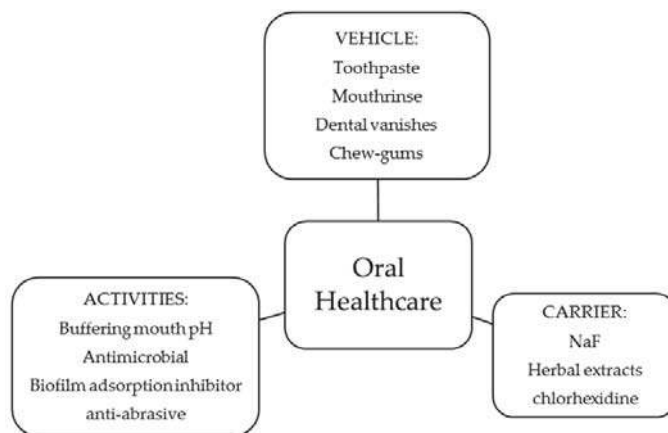 VEHICLE:
Toothpaste
Mouthrinse
Dental vanishes
Chew-gums
Oral
Healthcare
ACTIVITIES:
Buffering mouth pH
Antimicrobial
Biofilm adsorption inhibitor
anti-abrasive
CARRIER:
NaF
Herbal extracts
chlorhexidine